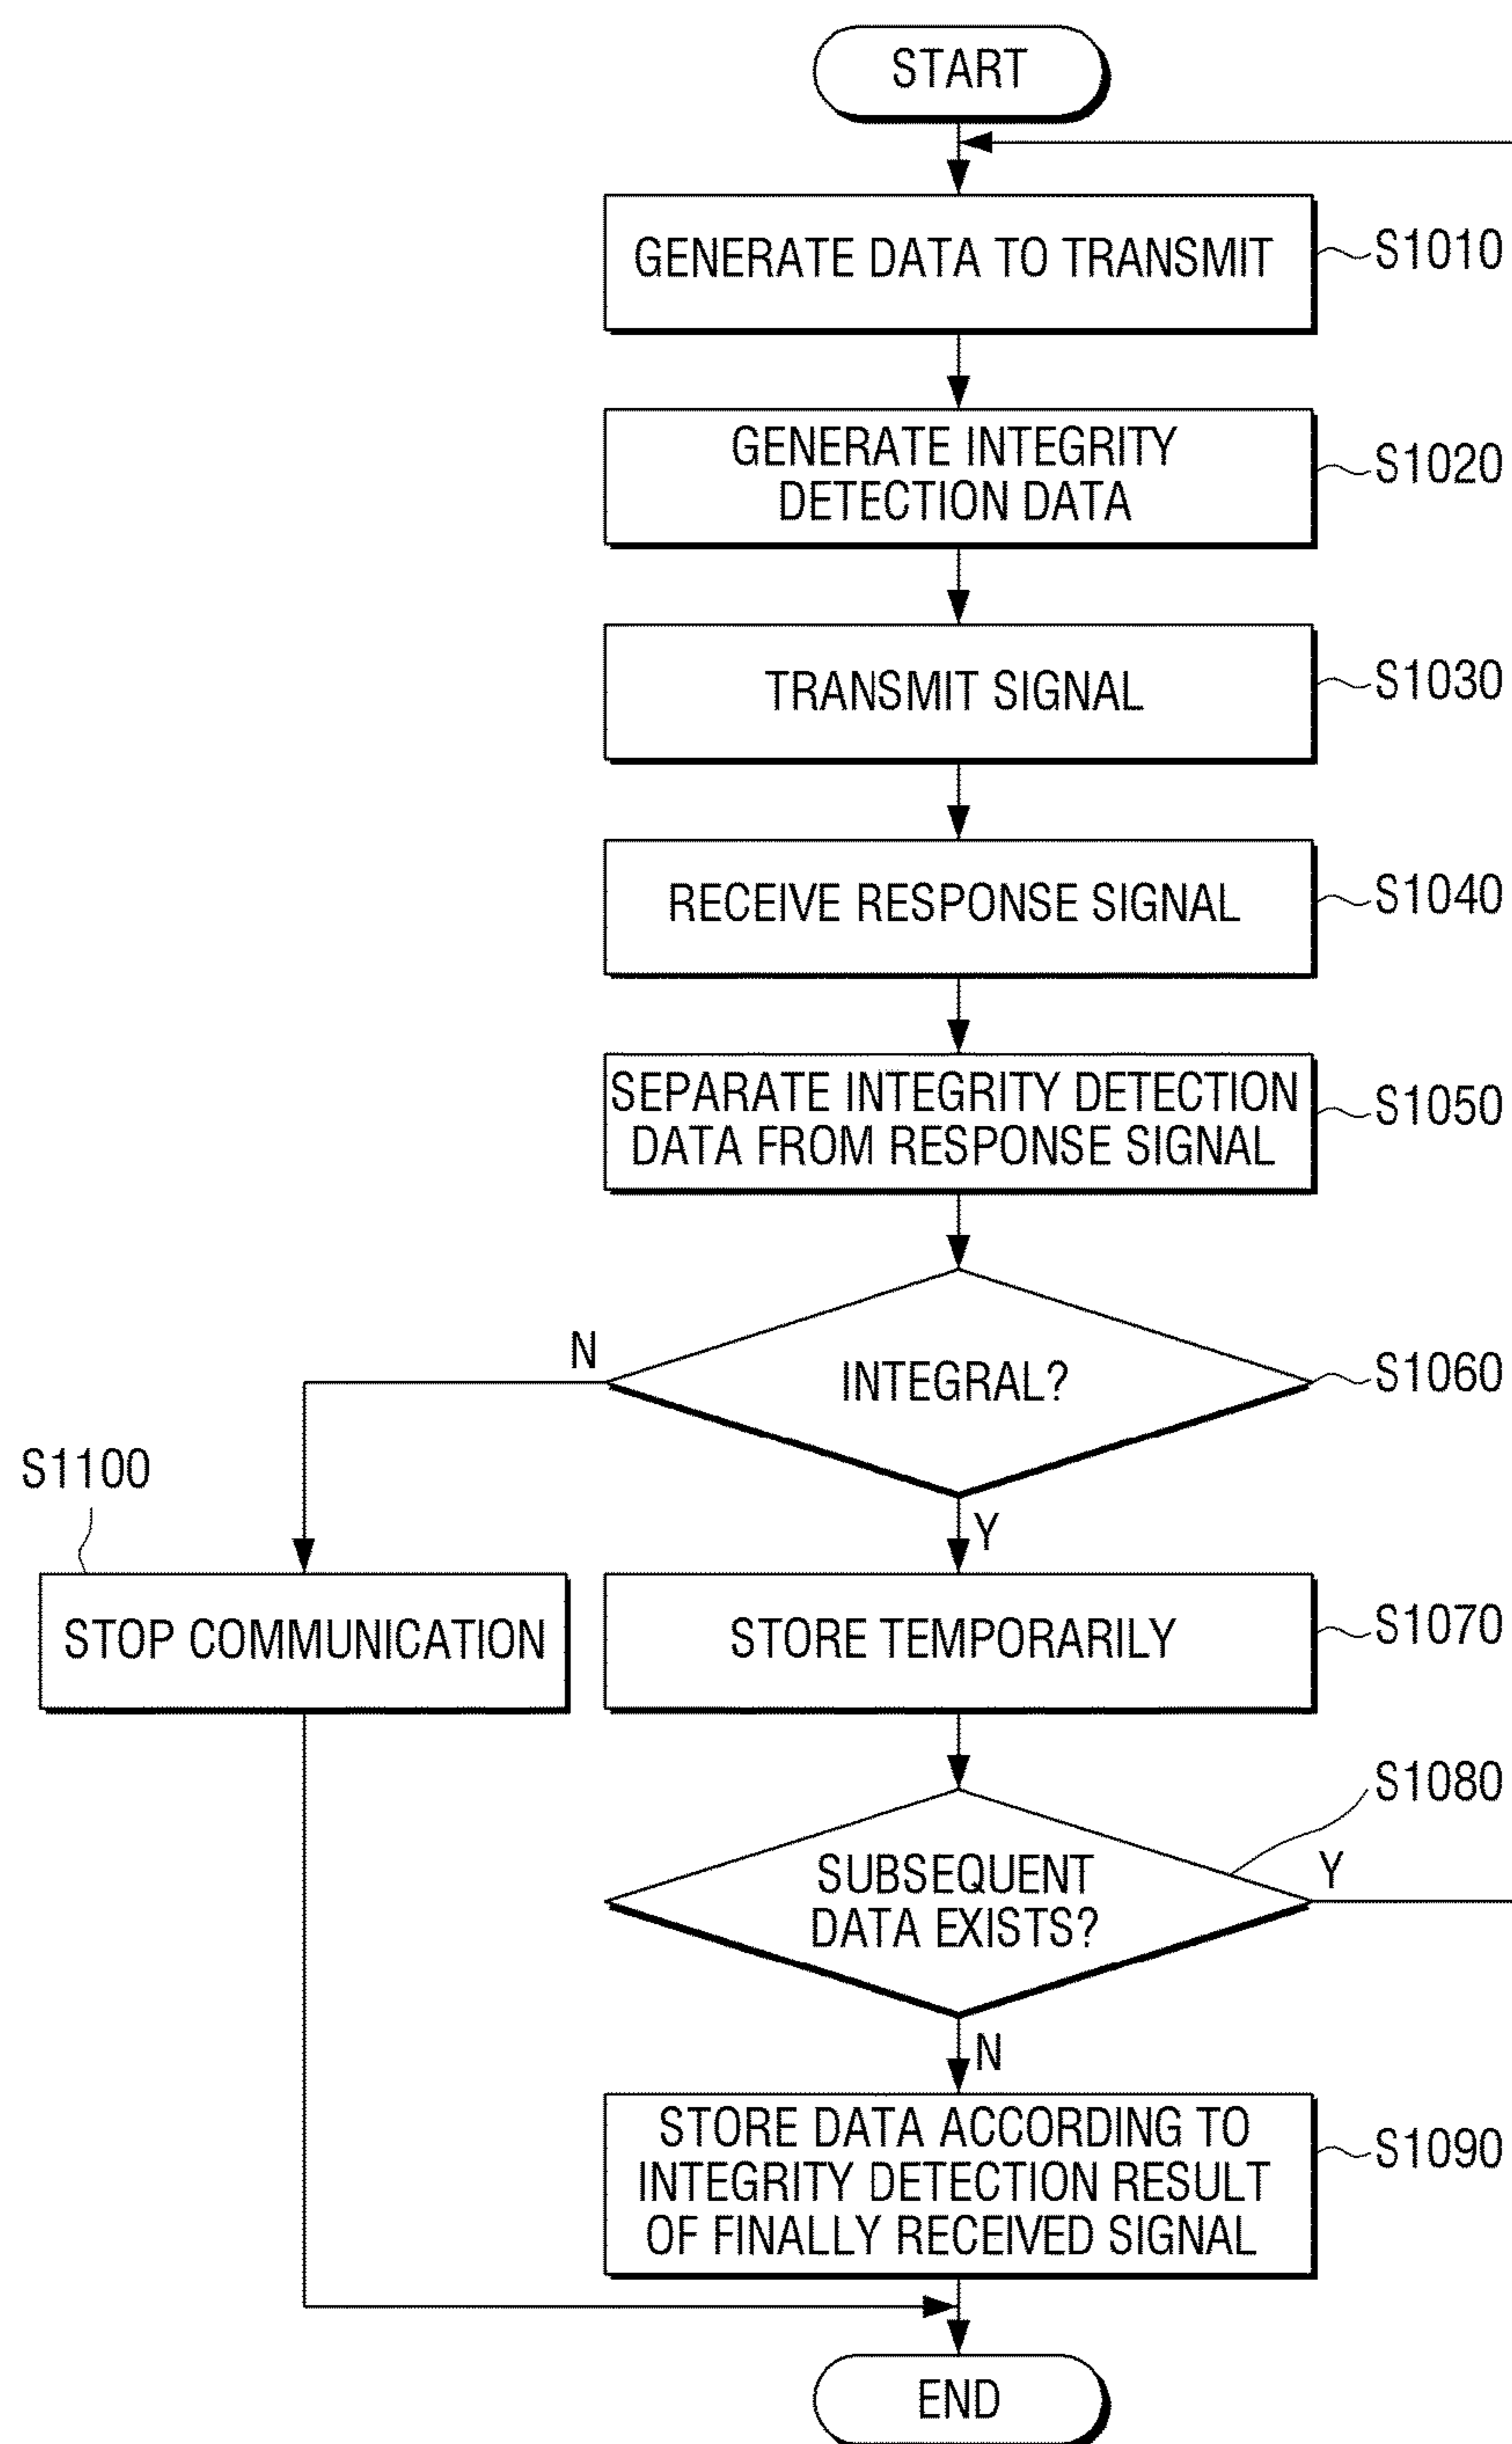 START
GENERATE DATA TO TRANSMIT
S1010
GENERATE INTEGRITY
DETECTION DATA
S1020
TRANSMIT SIGNAL
S1030
RECEIVE RESPONSE SIGNAL
S1040
SEPARATE INTEGRITY DETECTION
DATA FROM RESPONSE SIGNAL
S1050
N
INTEGRAL?
S1060
S1100
Y
STOP COMMUNICATION
STORE TEMPORARILY
S1070
S1080
SUBSEQUENT
DATA EXISTS?
Y
N
STORE DATA ACCORDING TO
INTEGRITY DETECTION RESULT
OF FINALLY RECEIVED SIGNAL
S1090
END